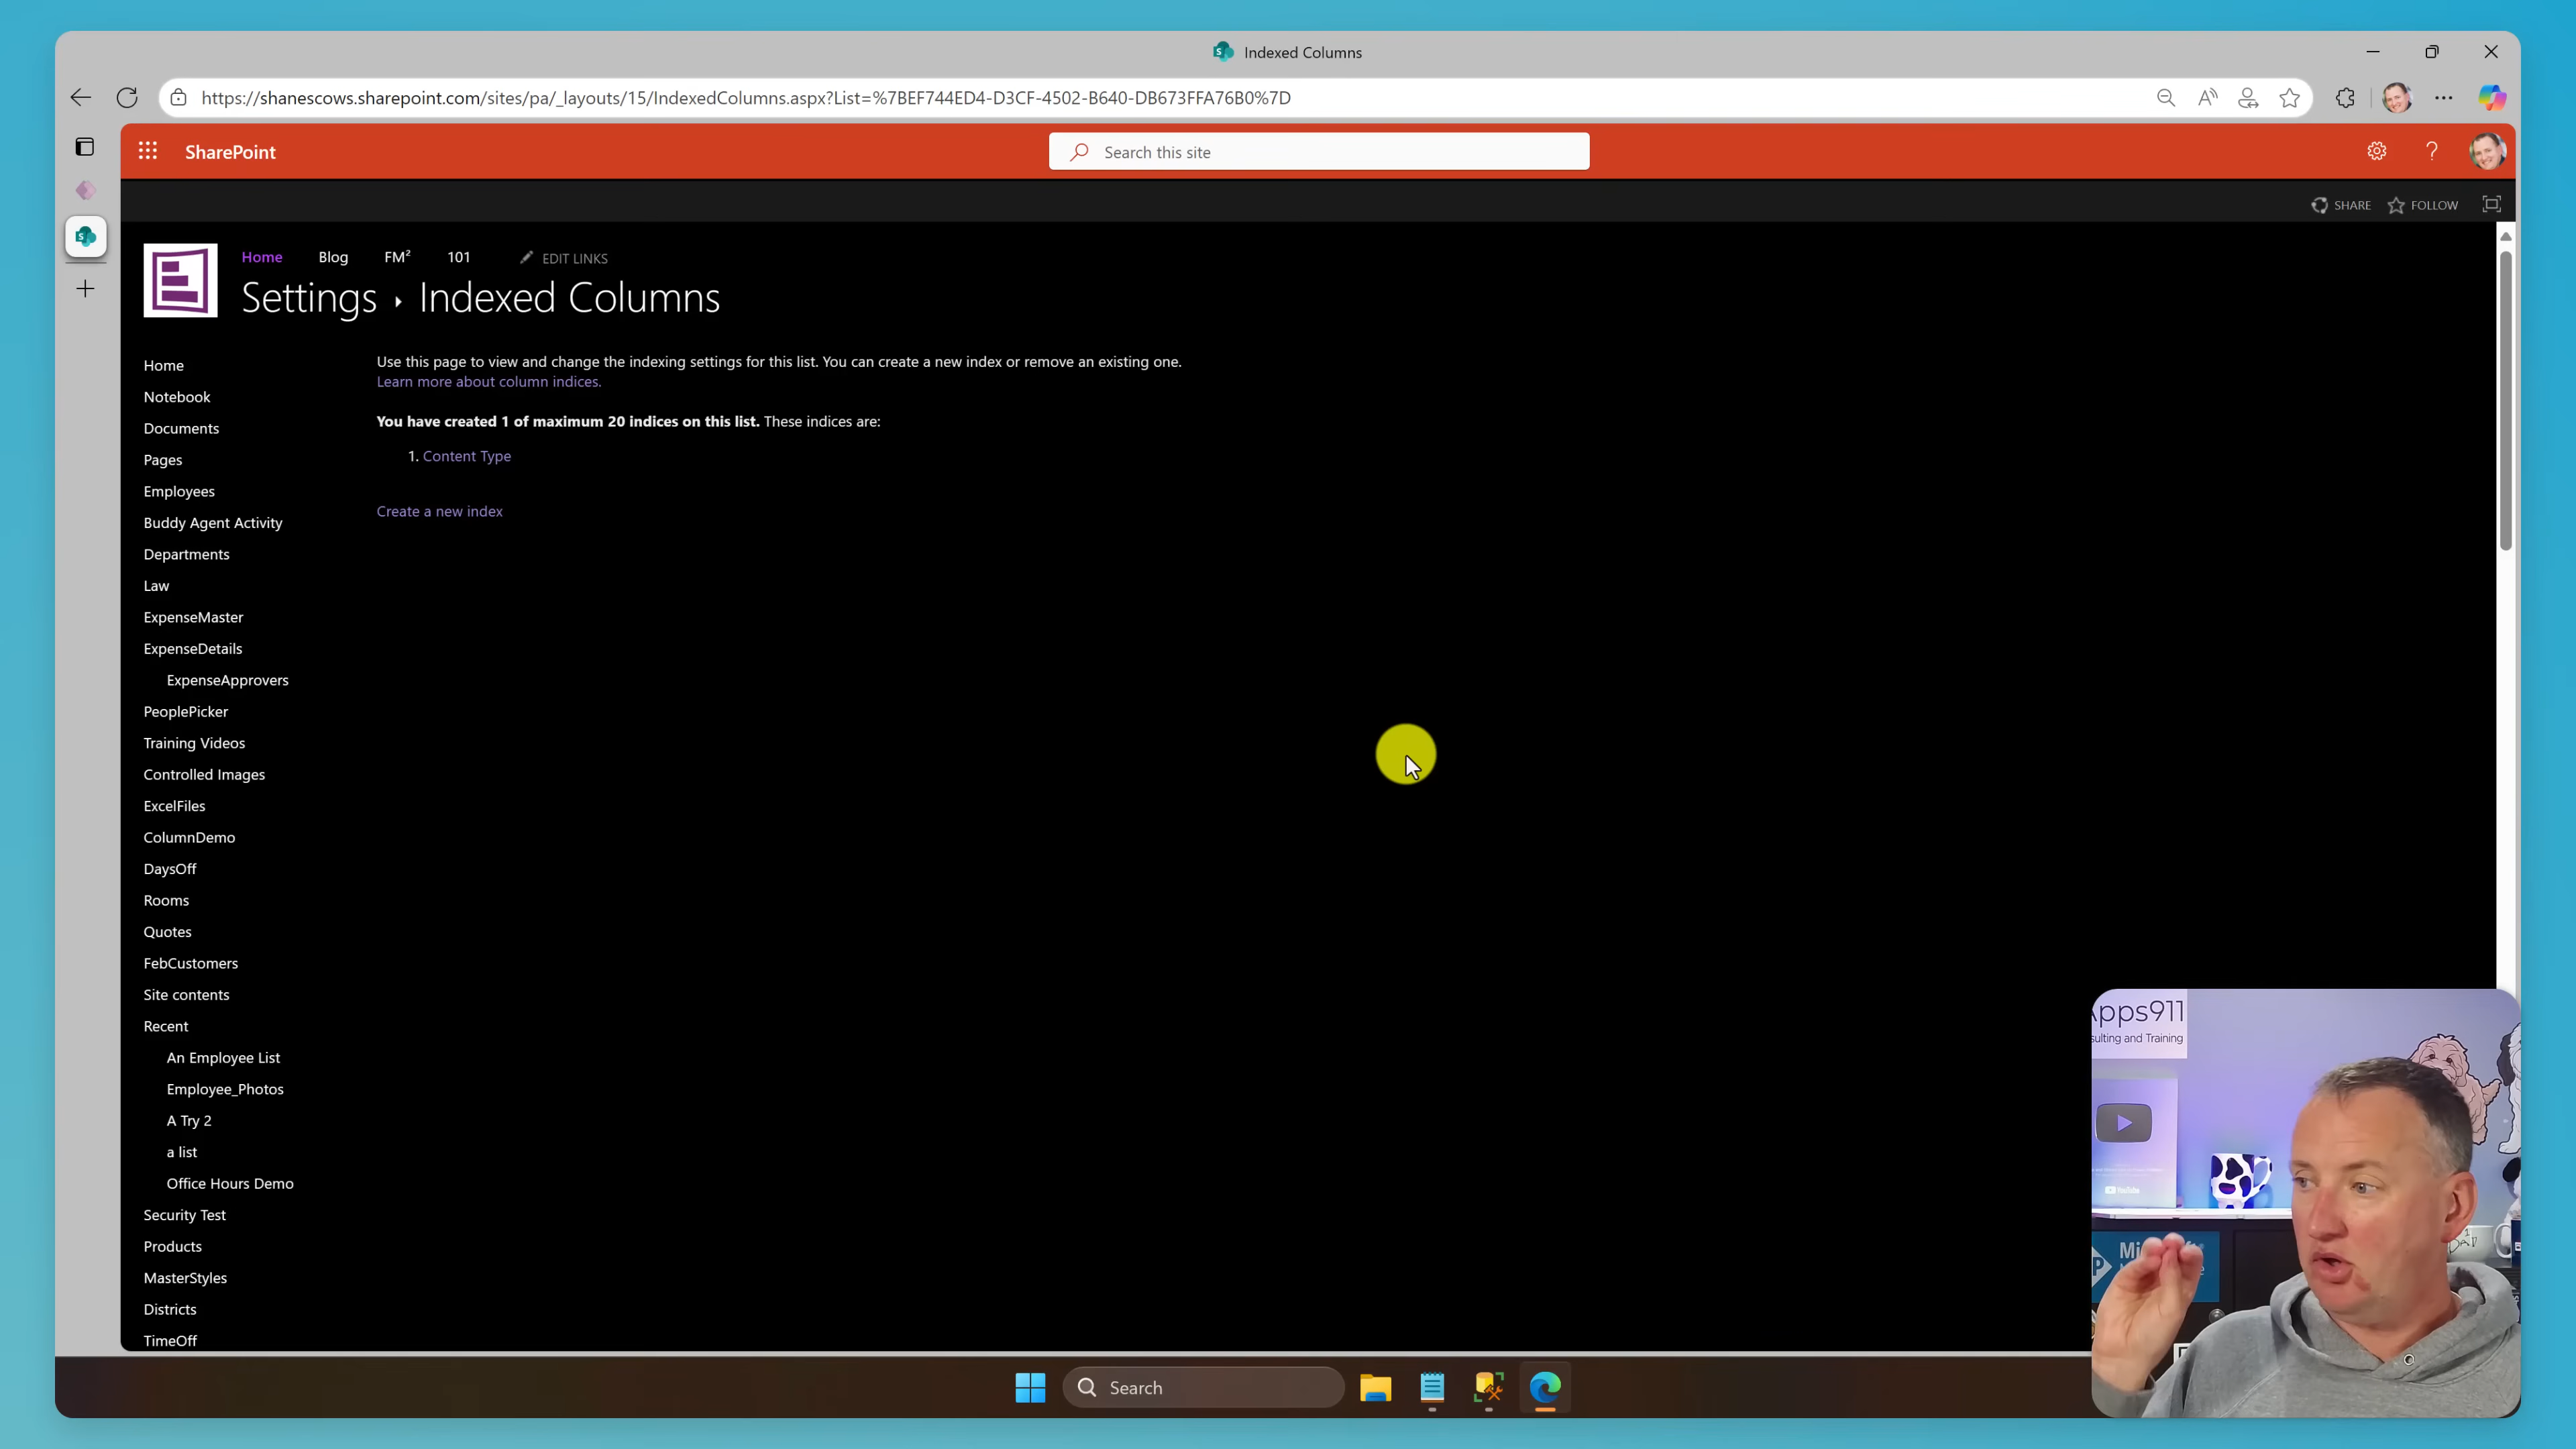 Indexed Columns
https://shanescows.sharepoint.com/sites/pa/_layouts/15/IndexedColumns.aspx?List=%7BEF744ED4-D3CF-4502-B640-DB673FFA76B0%7D
SharePoint
Search this site
SHARE
FOLLOW
Home Blog FM² 101 EDIT LINKS
Settings ▸ Indexed Columns
Use this page to view and change the indexing settings for this list. You can create a new index or remove an existing one.
Learn more about column indices.
You have created 1 of maximum 20 indices on this list. These indices are:
1. Content Type
Create a new index
Home
Notebook
Documents
Pages
Employees
Buddy Agent Activity
Departments
Law
ExpenseMaster
ExpenseDetails
ExpenseApprovers
PeoplePicker
Training Videos
Controlled Images
ExcelFiles
ColumnDemo
DaysOff
Rooms
Quotes
FebCustomers
Site contents
Recent
An Employee List
Employee_Photos
A Try 2
a list
Office Hours Demo
Security Test
Products
MasterStyles
Districts
TimeOff
Apps911
sulting and Training
YouTube
Search